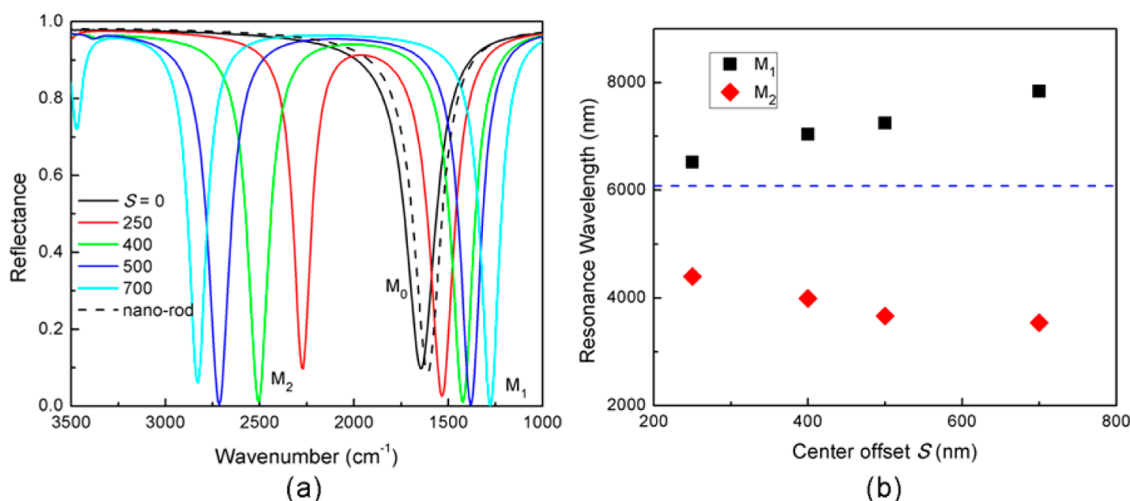 (a)
1.0
0.8
0.6
0.4
0.2
0.0
Reflectance
S = 0
250
400
500
700
nano-rod
M0
M2
M1
3500 3000 2500 2000 1500 1000
Wavenumber (cm-1)
(a)
M1
M2
8000
6000
4000
2000
Resonance Wavelength (nm)
200 400 600 800
Center offset S (nm)
(b)